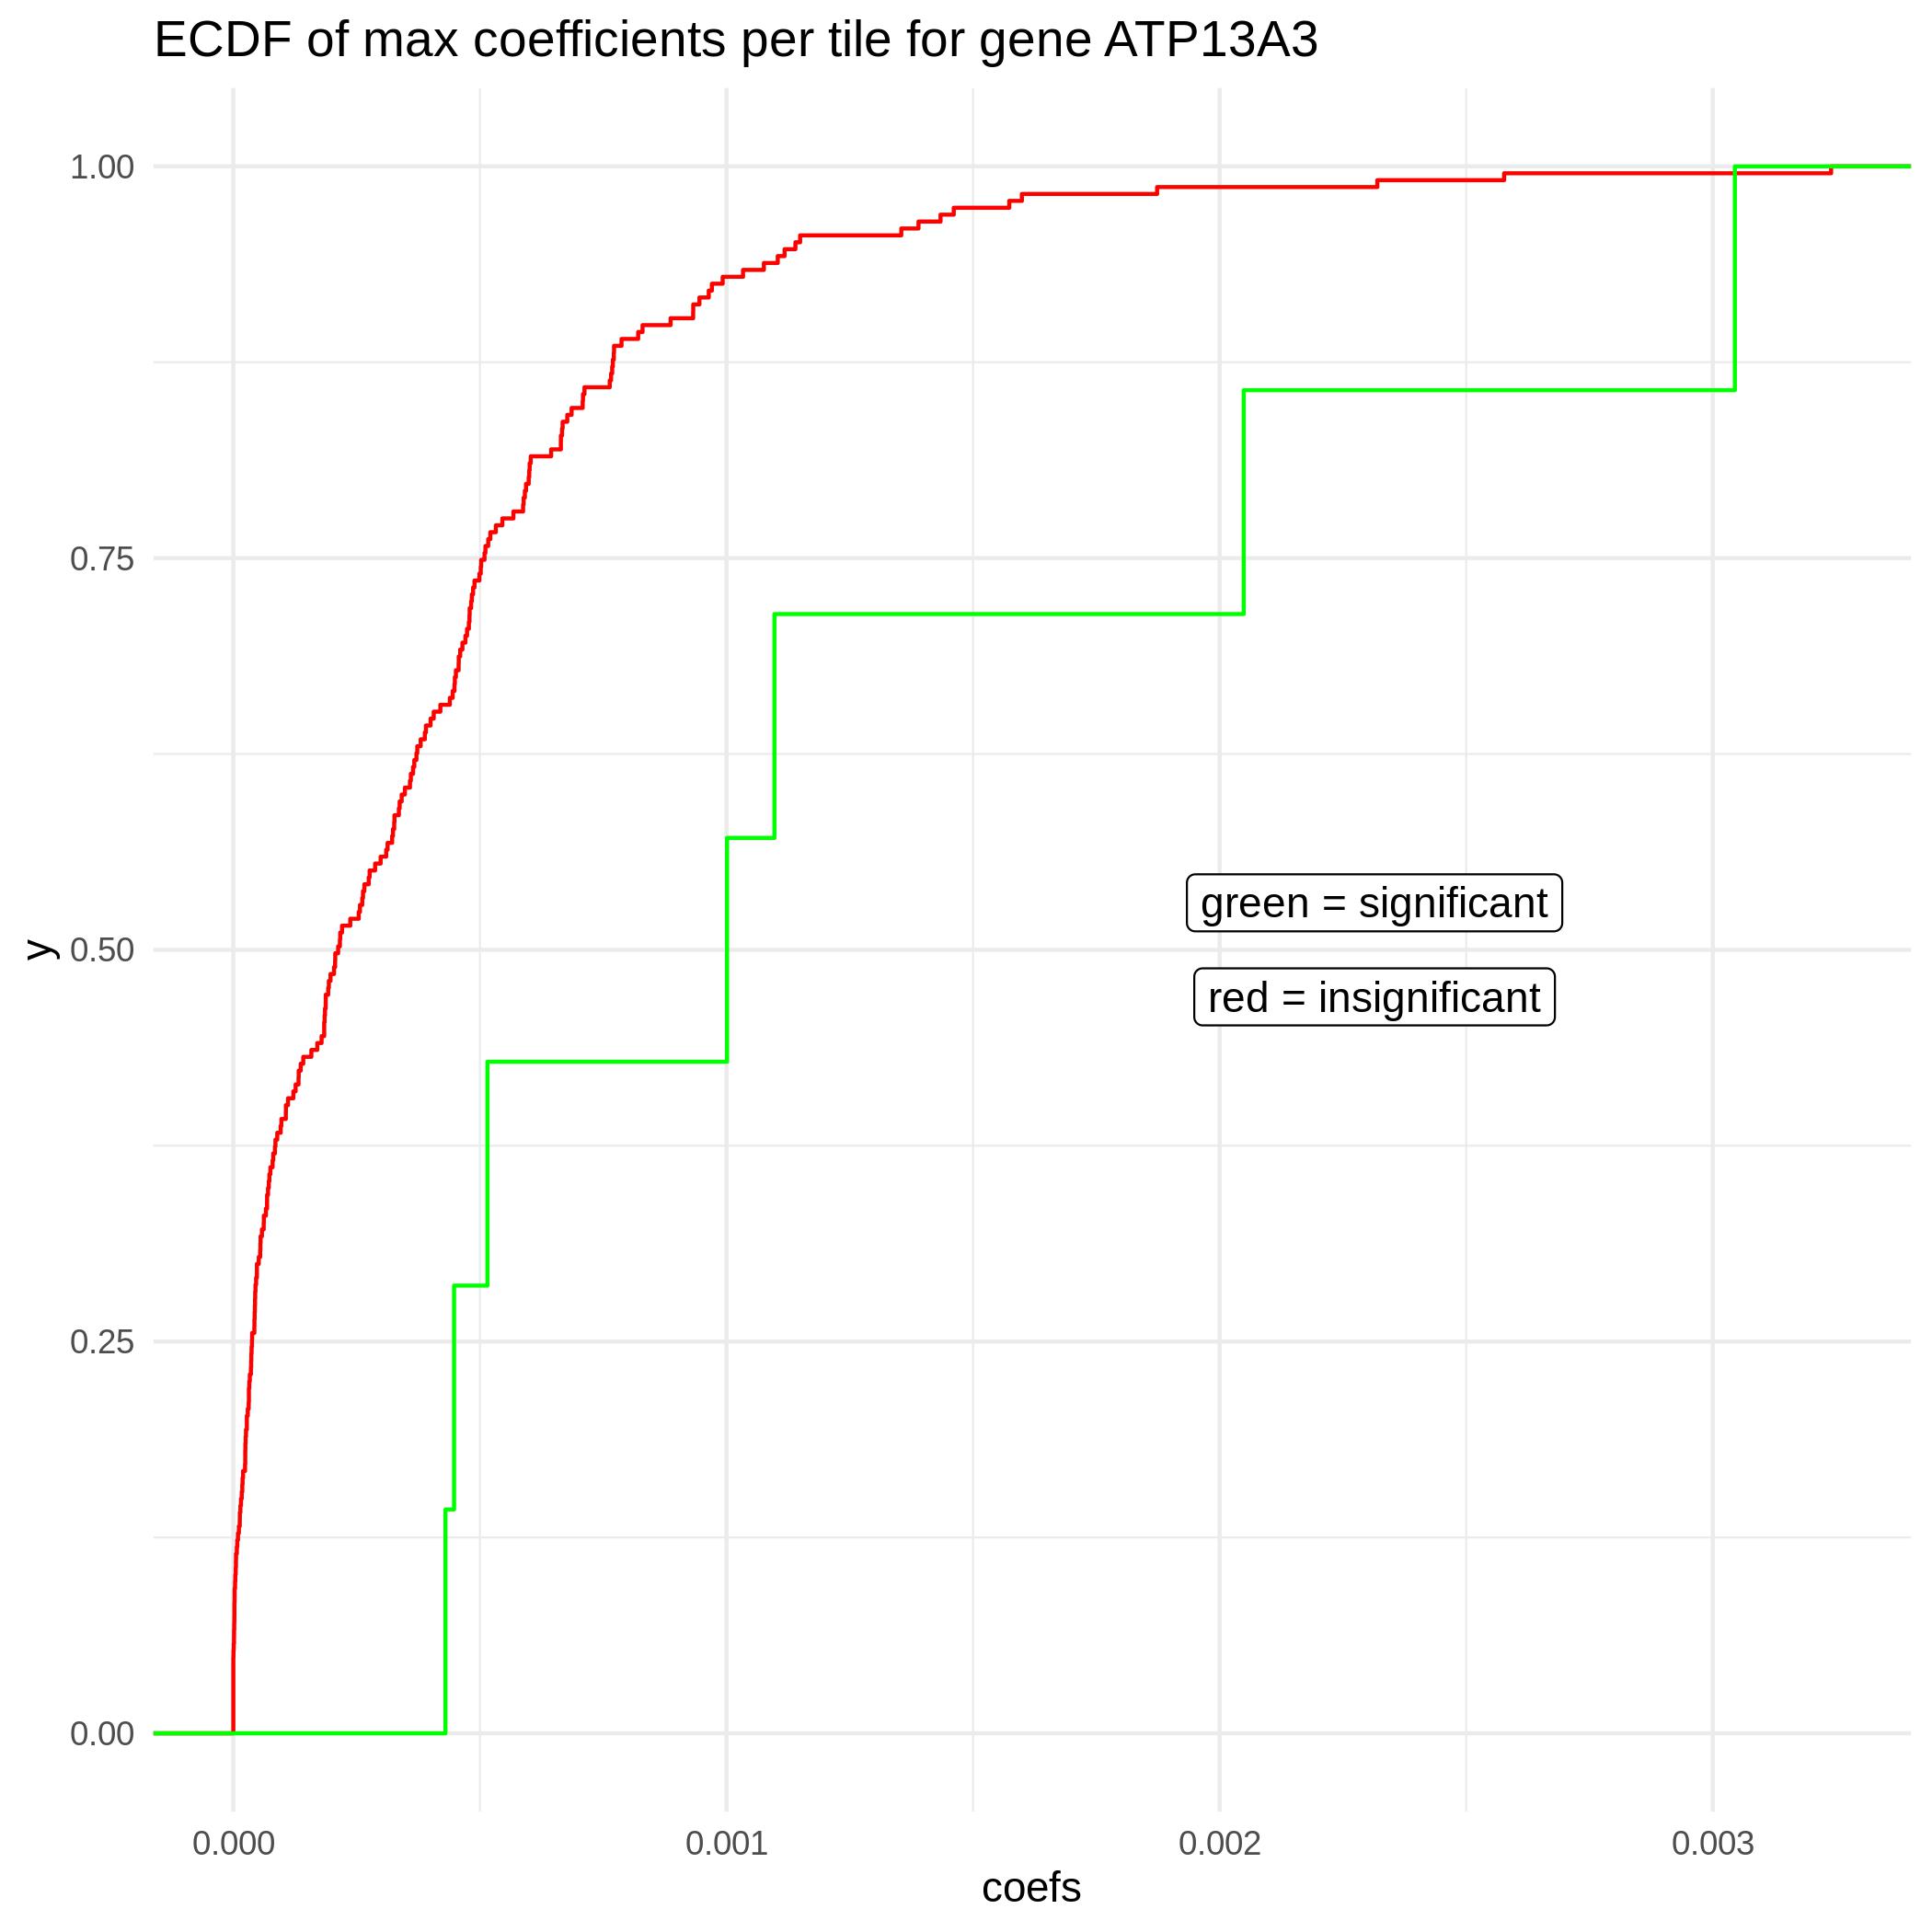 ECDF of max coefficients per tile for gene ATP13A3
1.00
0.75
0.50
0.25
0.00
y
green = significant
red = insignificant
0.000
0.001
0.002
0.003
coefs